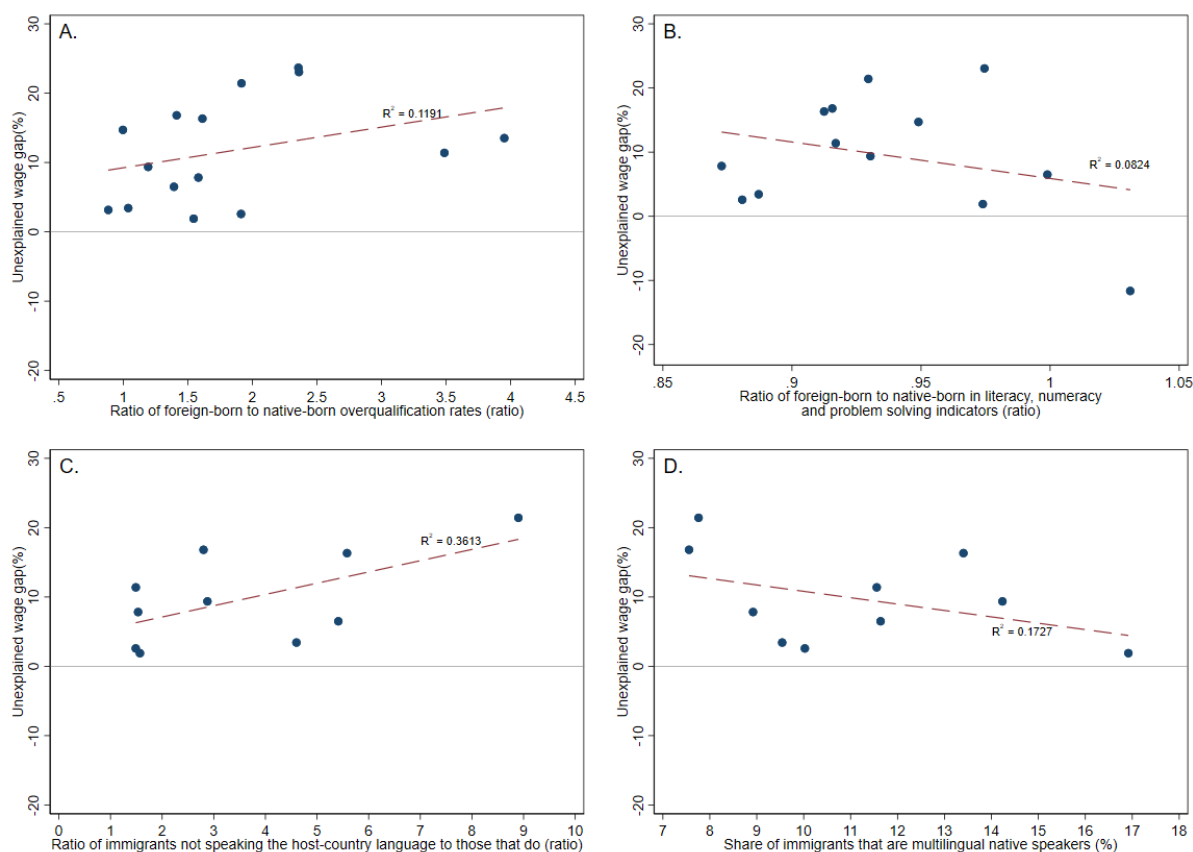 A.
Unexplained wage gap(%)
30
20
10
0
-10
-20
R² = 0.1191
.5 1 1.5 2 2.5 3 3.5 4 4.5
Ratio of foreign-born to native-born overqualification rates (ratio)
B.
Unexplained wage gap(%)
30
20
10
0
-10
-20
R² = 0.0824
.85 .9 .95 1 1.05
Ratio of foreign-born to native-born in literacy, numeracy
and problem solving indicators (ratio)
C.
Unexplained wage gap(%)
30
20
10
0
-10
-20
R² = 0.3613
0 1 2 3 4 5 6 7 8 9 10
Ratio of immigrants not speaking the host-country language to those that do (ratio)
D.
Unexplained wage gap(%)
30
20
10
0
-10
-20
R² = 0.1727
7 8 9 10 11 12 13 14 15 16 17 18
Share of immigrants that are multilingual native speakers (%)